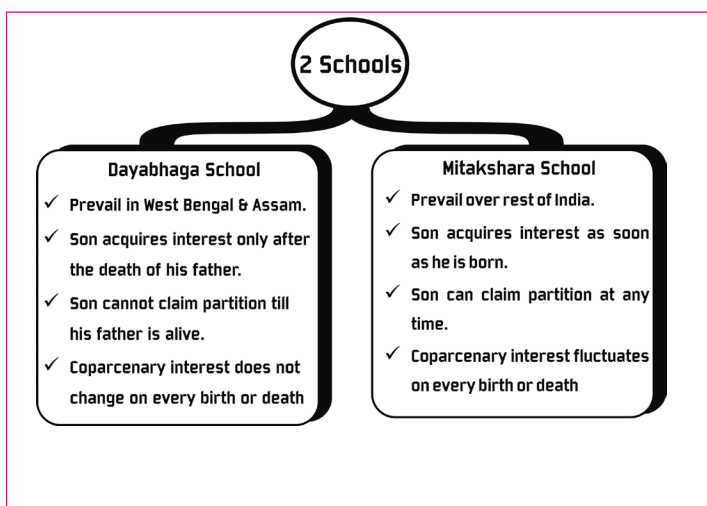 2 Schools
Dayabhaga School
✓ Prevail in West Bengal & Assam.
✓ Son acquires interest only after
the death of his father.
✓ Son cannot claim partition till
his father is alive.
✓ Coparcenary interest does not
change on every birth or death
Mitakshara School
✓ Prevail over rest of India.
✓ Son acquires interest as soon
as he is born.
✓ Son can claim partition at any
time.
✓ Coparcenary interest fluctuates
on every birth or death